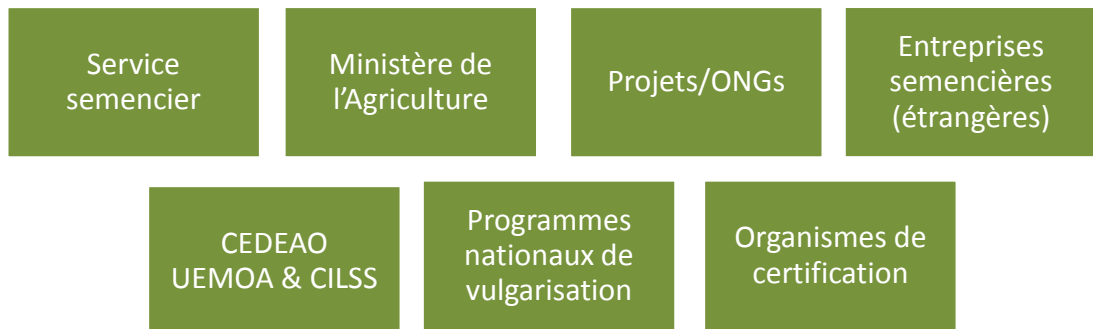 Service
semencier
Ministère de
l'Agriculture
Projets/ONGs
Entreprises
semencières
(étrangères)
CEDEAO
UEMOA & CILSS
Programmes
nationaux de
vulgarisation
Organismes de
certification